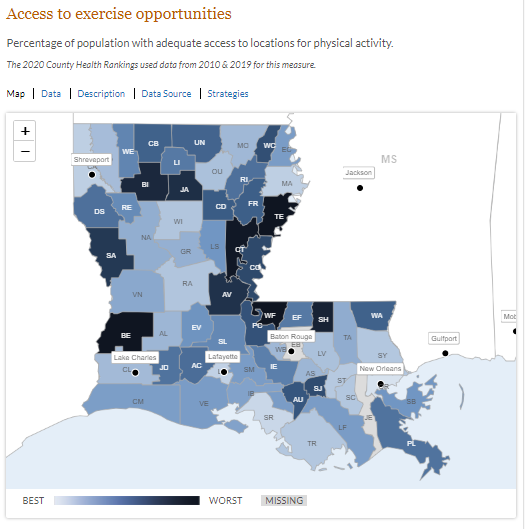 Access to exercise opportunities
Percentage of population with adequate access to locations for physical activity.
The 2020 County Health Rankings used data from 2010 & 2019 for this measure.
Map | Data | Description | Data Source | Strategies
+
−
MS
Shreveport
Jackson
WE
CB
UN
MO
WC
LI
OU
BI
JA
RI
MA
DS
RE
CD
FR
TE
WI
NA
GR
LS
CT
SA
CO
RA
VN
AV
BE
AL
EV
WF
EF
SH
WA
PC
SL
Baton Rouge
EB
WB
LV
TA
SY
Gulfport
Mob
Lake Charles
Lafayette
New Orleans
JD
AC
SM
IE
AS
ST
SJ
AU
SC
CM
VE
IB
SR
JE
LF
SB
TR
PL
BEST
WORST
MISSING